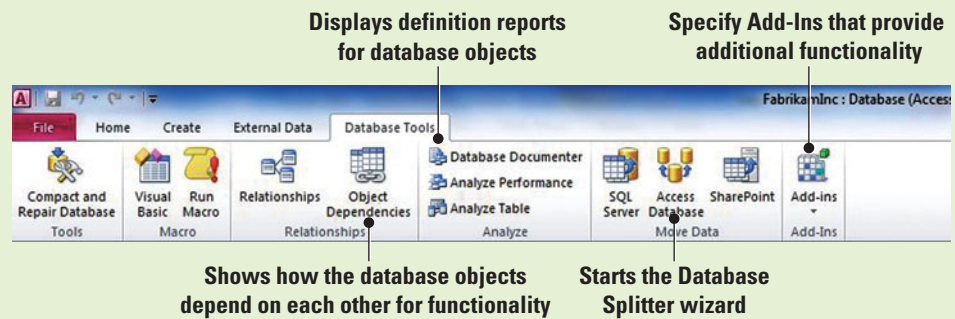 Displays definition reports
for database objects
Specify Add-Ins that provide
additional functionality
A
FabrikamInc : Database (Access
File Home Create External Data Database Tools
Compact and
Repair Database
Visual
Basic
Run
Macro
Relationships
Object
Dependencies
Database Documenter
Analyze Performance
Analyze Table
SQL
Server
Access
Database
SharePoint
Add-ins
Tools Macro Relationships Analyze Move Data Add-Ins
Shows how the database objects
depend on each other for functionality
Starts the Database
Splitter wizard